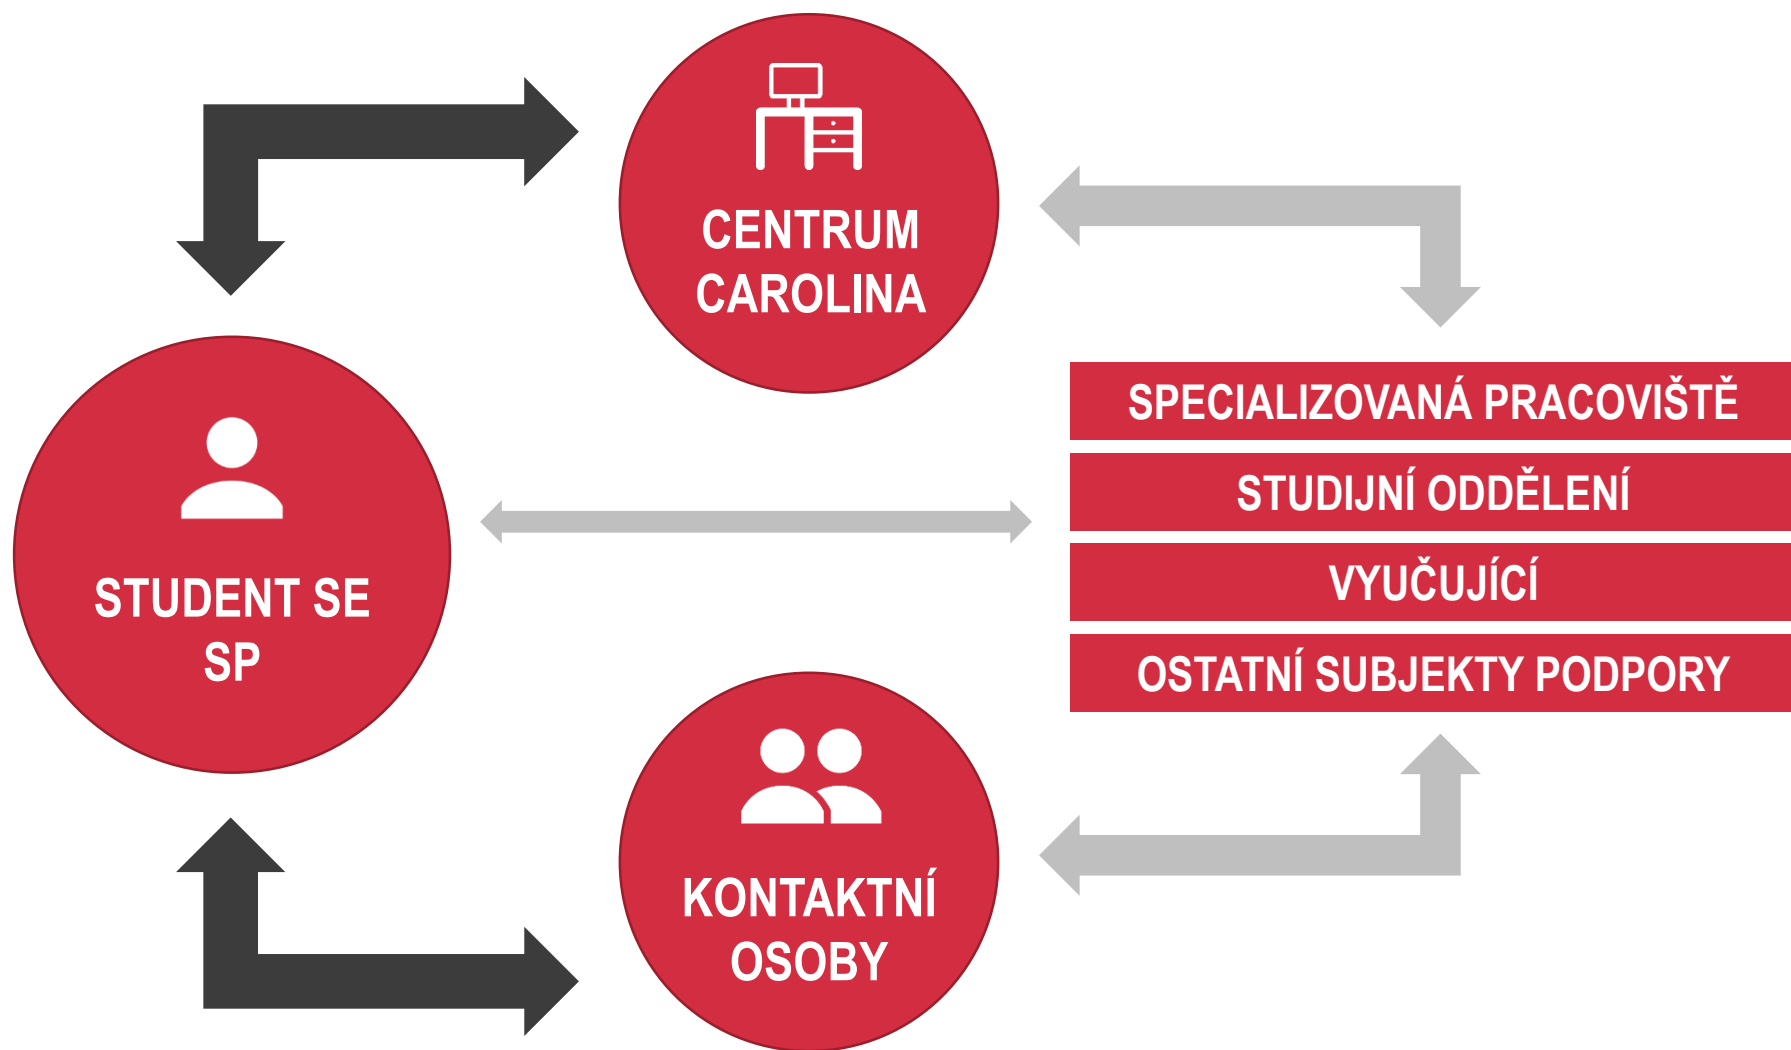 CENTRUM
CAROLINA
STUDENT SE
SP
SPECIALIZOVANÁ PRACOVIŠTĚ
STUDIJNÍ ODDĚLENÍ
VYUČUJÍCÍ
OSTATNÍ SUBJEKTY PODPORY
KONTAKTNÍ
OSOBY